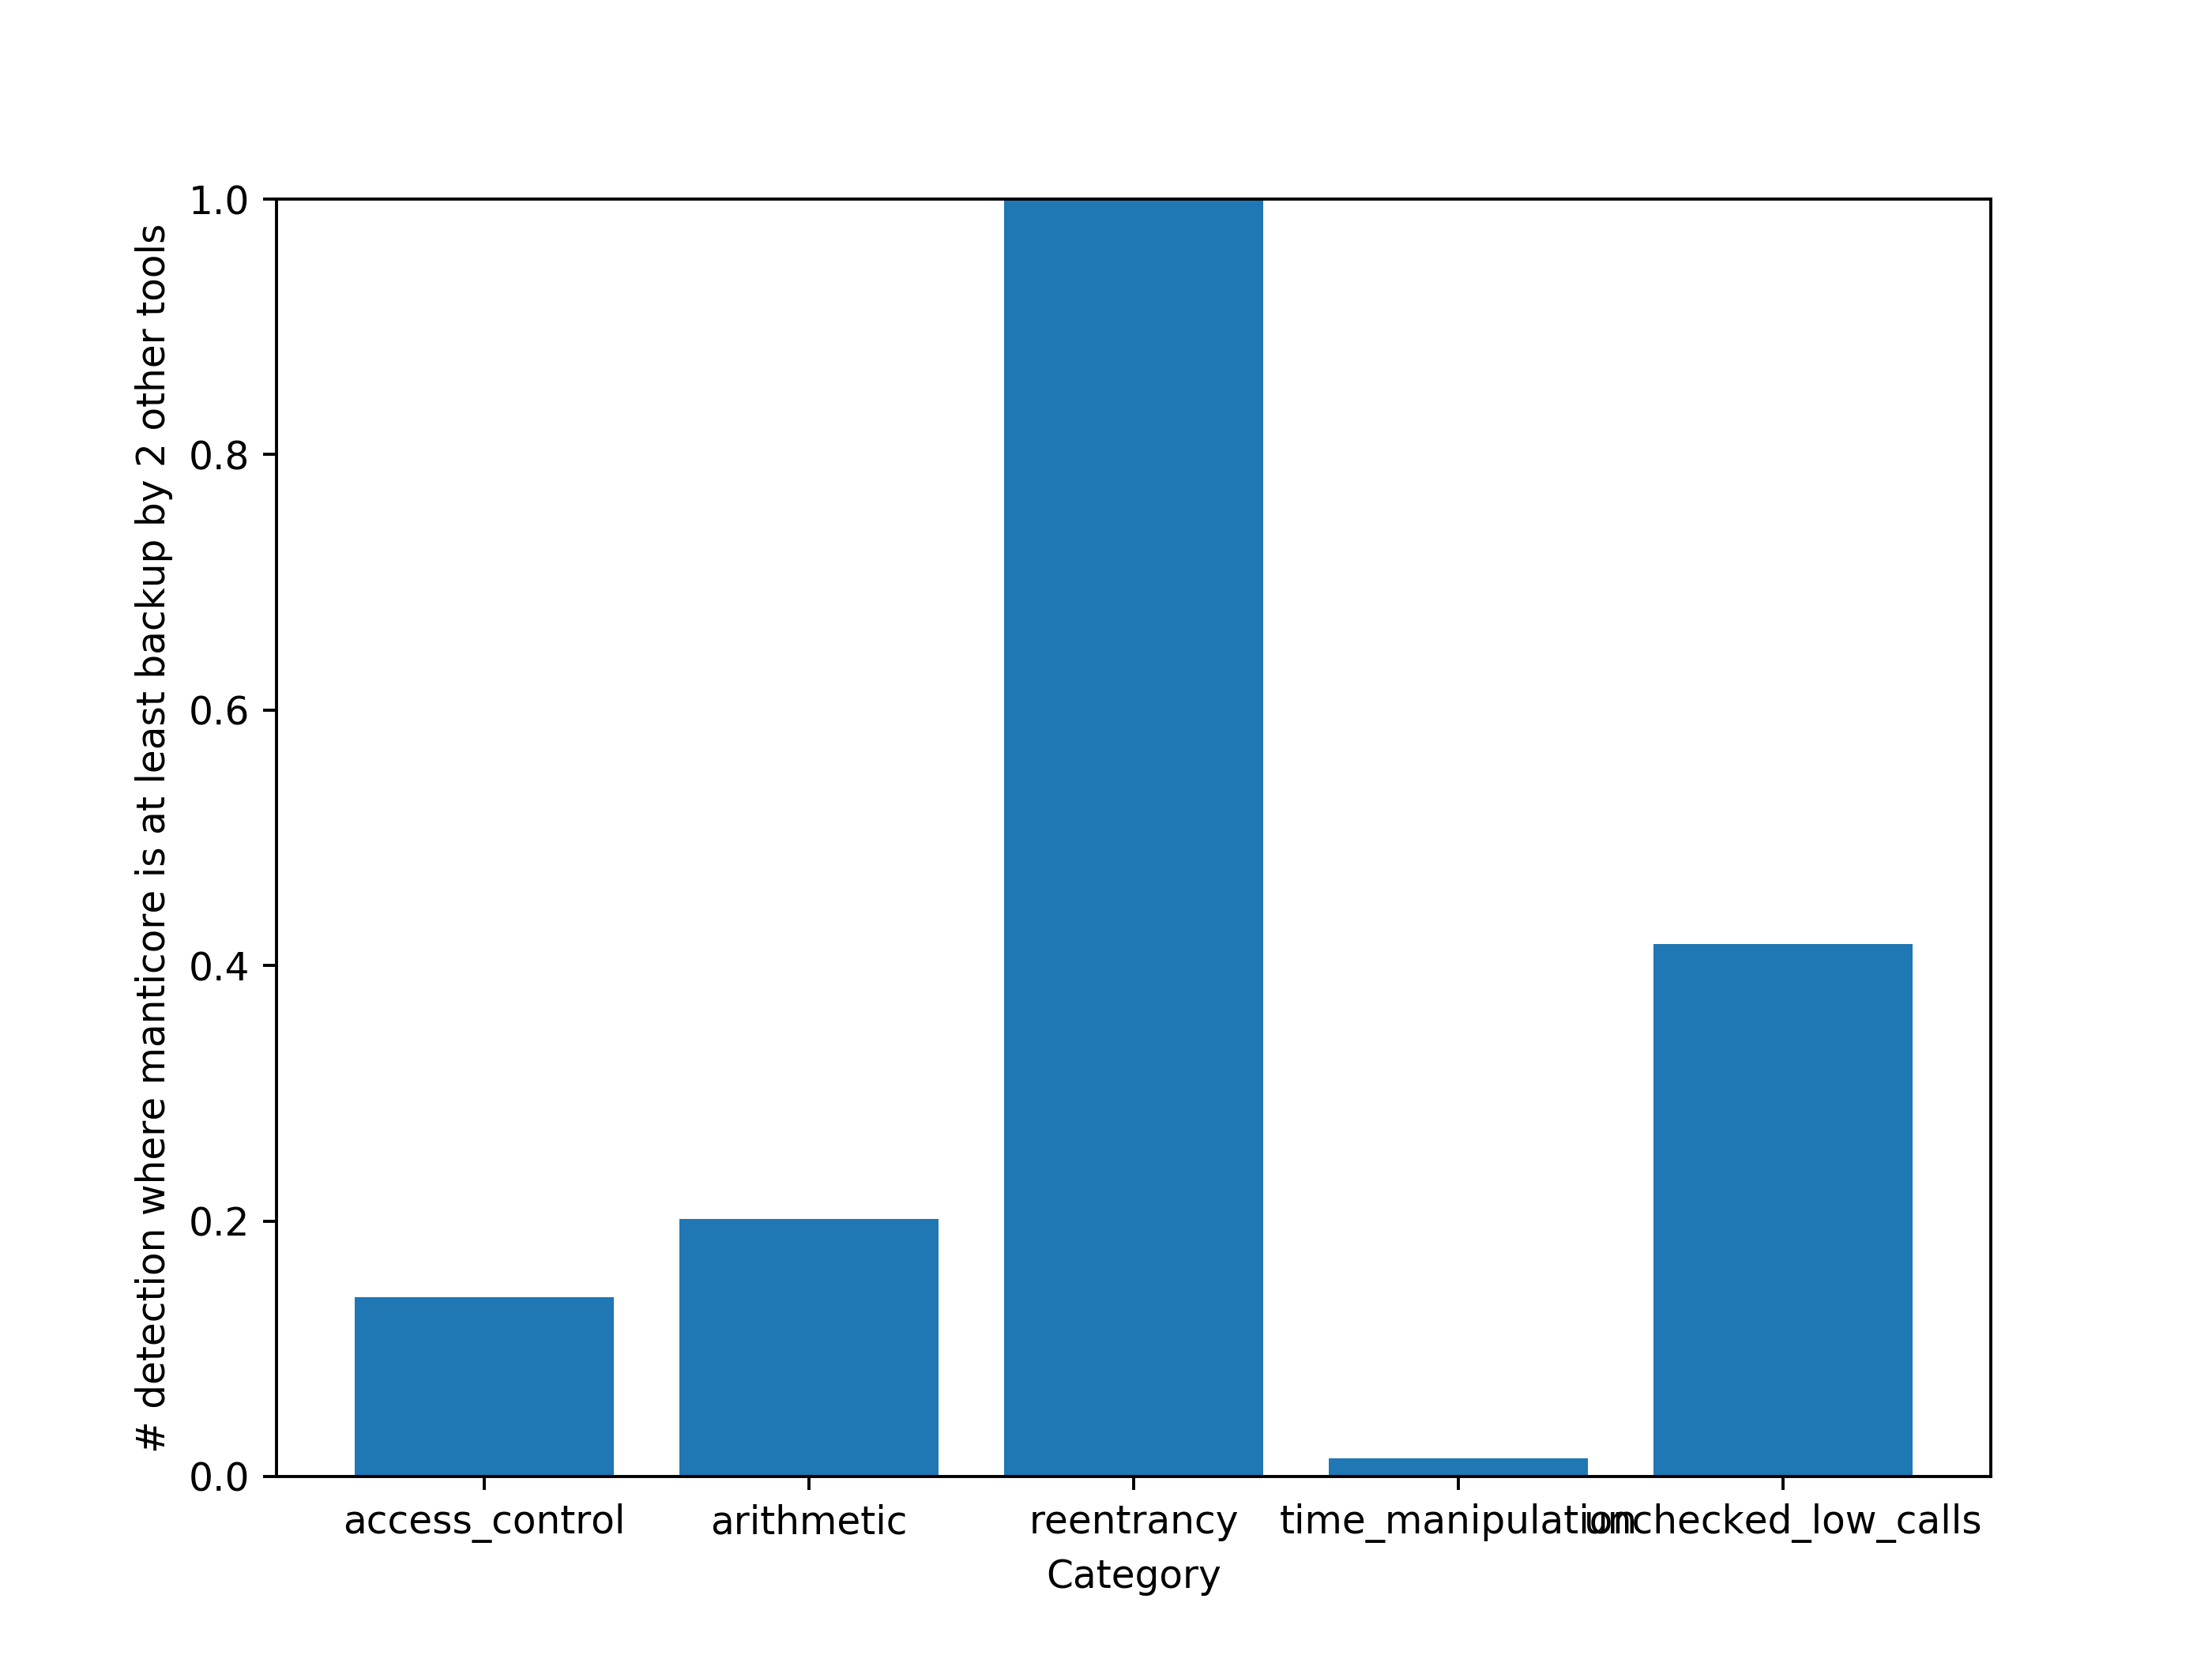 # detection where manticore is at least backup by 2 other tools
1.0
0.8
0.6
0.4
0.2
0.0
access_control arithmetic reentrancy time_manipulation unchecked_low_calls
Category